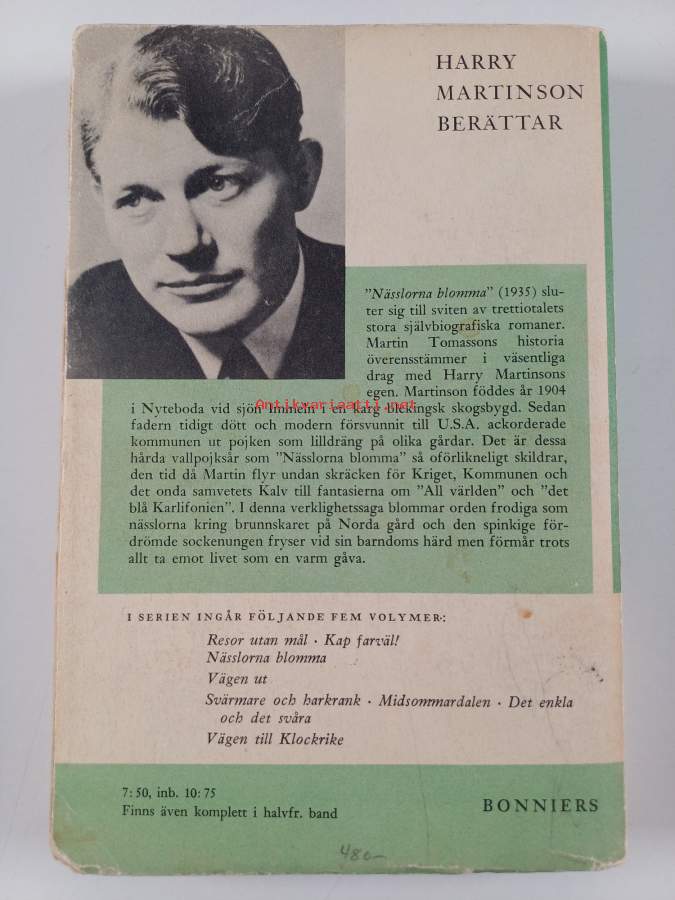 HARRY
MARTINSON
BERÄTTAR
"Nässlorna blomma" (1935) slu-
ter sig till sviten av trettiotalets
stora självbiografiska romaner.
Martin Tomassons historia
överensstämmer i väsentliga
drag med Harry Martinsons
egen. Martinson föddes år 1904
i Nyteboda vid sjön Immeln i en karg blekingsk skogsbygd. Sedan
fadern tidigt dött och modern försvunnit till U.S.A. ackorderade
kommunen ut pojken som lilldräng på olika gårdar. Det är dessa
hårda vallpojksår som "Nässlorna blomma" så oförlikneligt skildrar,
den tid då Martin flyr undan skräcken för Kriget, Kommunen och
det onda samvetets Kalv till fantasierna om "All världen" och "det
blå Karlifonien". I denna verklighetssaga blommar orden frodiga som
nässlorna kring brunnskaret på Norda gård och den spinkige för-
drömde sockenungen fryser vid sin barndoms härd men förmår trots
allt ta emot livet som en varm gåva.
Antikvariaatti.net
I SERIEN INGÅR FÖLJANDE FEM VOLYMER:
Resor utan mål · Kap farväl!
Nässlorna blomma
Vägen ut
Svärmare och harkrank · Midsommardalen · Det enkla
och det svåra
Vägen till Klockrike
7:50, inb. 10:75
Finns även komplett i halvfr. band
BONNIERS
480-